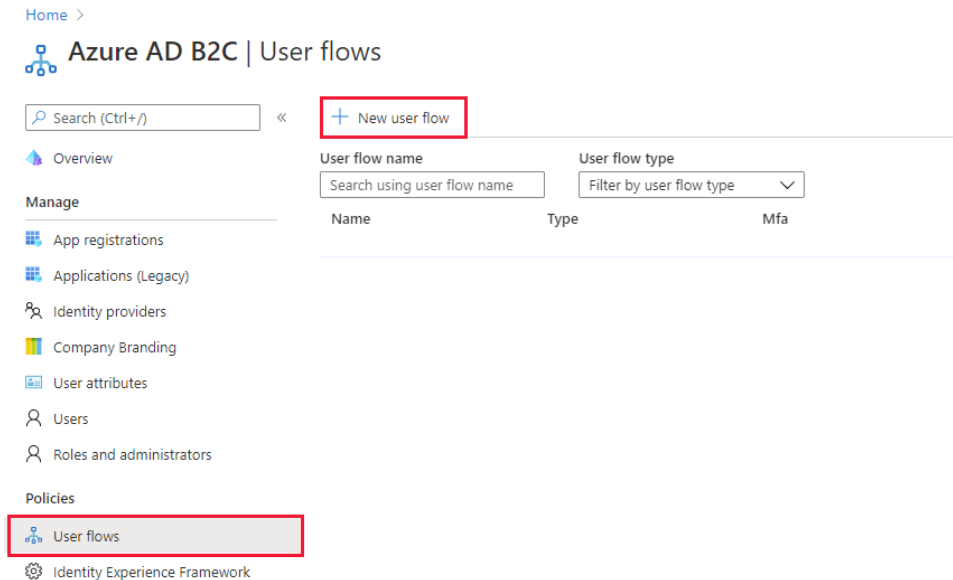 Home >
Azure AD B2C | User flows
Search (Ctrl+/)
«
Overview
Manage
App registrations
Applications (Legacy)
Identity providers
Company Branding
User attributes
Users
Roles and administrators
Policies
User flows
Identity Experience Framework
+ New user flow
User flow name
User flow type
Search using user flow name
Filter by user flow type
Name
Type
Mfa